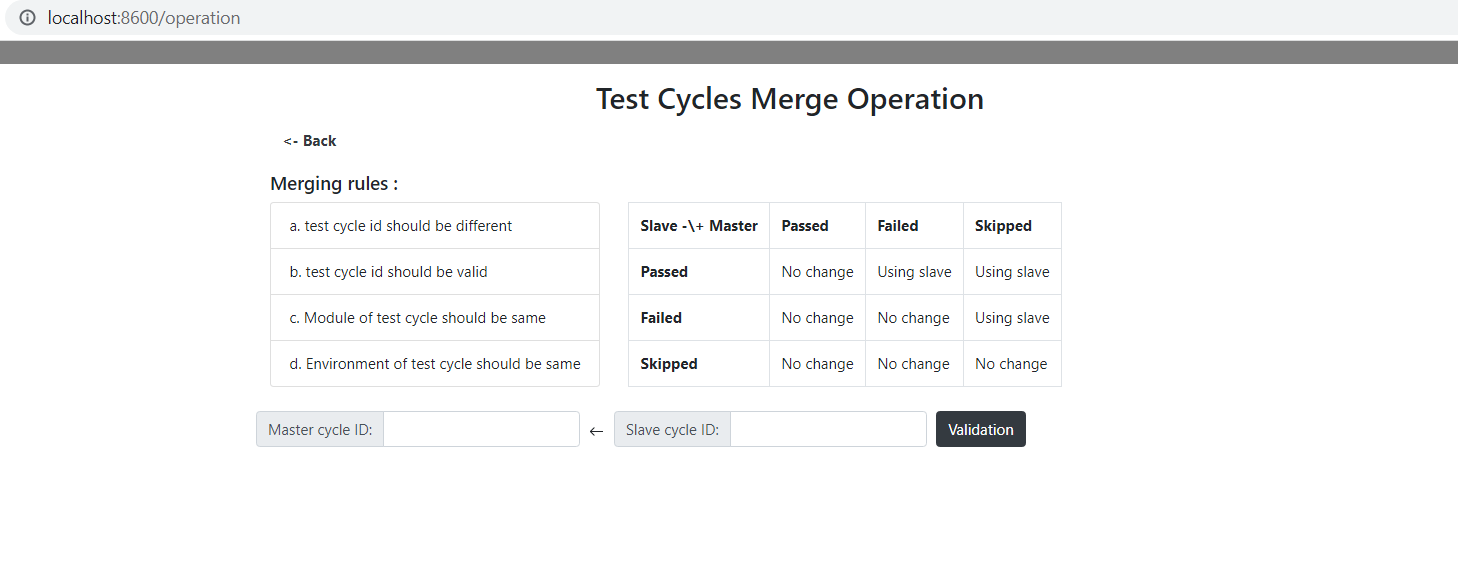 localhost:8600/operation
Test Cycles Merge Operation
<- Back
Merging rules :
a. test cycle id should be different
b. test cycle id should be valid
c. Module of test cycle should be same
d. Environment of test cycle should be same
Slave -\+ Master Passed Failed Skipped
Passed No change Using slave Using slave
Failed No change No change Using slave
Skipped No change No change No change
Master cycle ID: ← Slave cycle ID: Validation